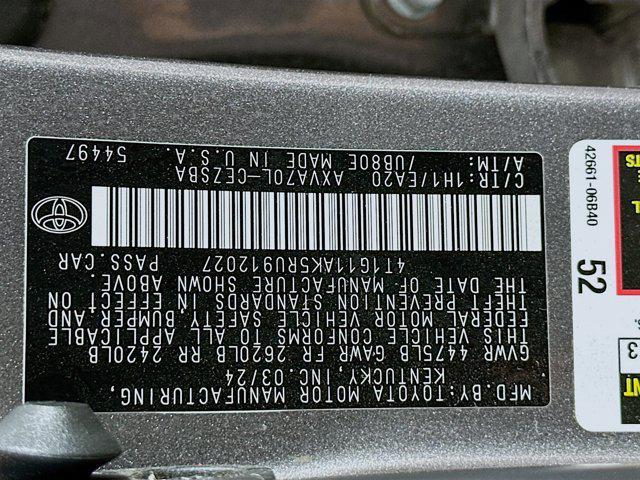 MFD.BY:TOYOTA MOTOR MANUFACTURING,
KENTUCKY, INC. 03/24
GVWR 4475LB GAWR FR 2620LB RR 2420LB
THIS VEHICLE CONFORMS TO ALL APPLICABLE
FEDERAL MOTOR VEHICLE SAFETY, BUMPER, AND
THEFT PREVENTION STANDARDS IN EFFECT ON
THE DATE OF MANUFACTURE SHOWN ABOVE.
4T1G11AK5RU912027 PASS.CAR
C/TR: 1H1/EA20 AXVA70L-CEZSBA
A/TM: /UB80E MADE IN U.S.A. 54497
42661-06B40
52
3